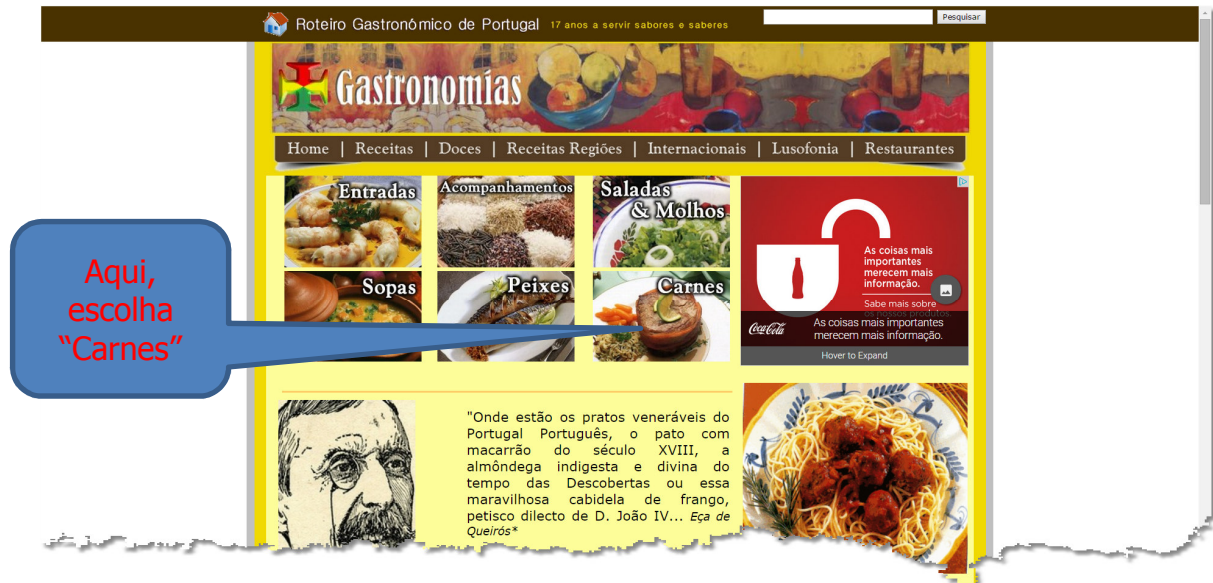 Roteiro Gastronómico de Portugal 17 anos a servir sabores e saberes
Pesquisar
Gastronomias
Home | Receitas | Doces | Receitas Regiões | Internacionais | Lusofonia | Restaurantes
Entradas
Acompanhamentos
Saladas
& Molhos
Sopas
Peixes
Carnes
Aqui,
escolha
“Carnes”
As coisas mais
importantes
merecem mais
informação.
Sabe mais sobre
os nossos produtos.
Coca-Cola
As coisas mais importantes
merecem mais informação.
Hover to Expand
"Onde estão os pratos veneráveis do
Portugal Português, o pato com
macarrão do século XVIII, a
almôndega indigesta e divina do
tempo das Descobertas ou essa
maravilhosa cabidela de frango,
petisco dilecto de D. João IV... Eça de
Queirós*